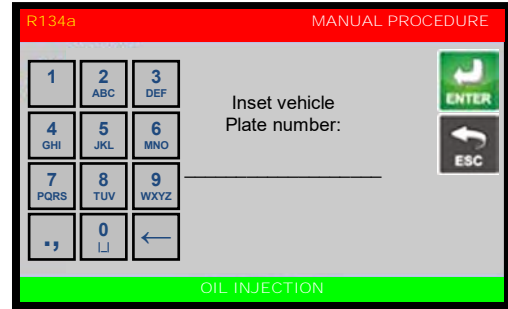 R134a MANUAL PROCEDURE
1 2 3
ABC DEF
4 5 6
GHI JKL MNO
7 8 9
PQRS TUV WXYZ
., 0 ←
Inset vehicle
Plate number:
ENTER
ESC
OIL INJECTION